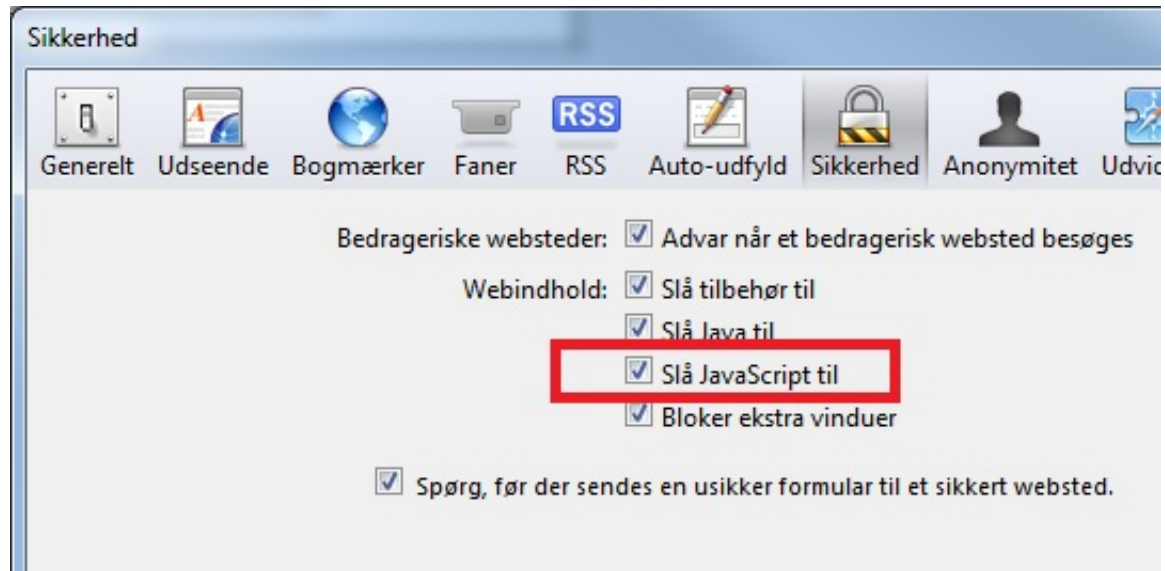 Sikkerhed
RSS
Generelt Udseende Bogmærker Faner RSS Auto-udfyld Sikkerhed Anonymitet
Bedrageriske websteder: Advar når et bedragerisk websted besøges
Webindhold: Slå tilbehør til
Slå Java til
Slå JavaScript til
Bloker ekstra vinduer
Spørg, før der sendes en usikker formular til et sikkert websted.